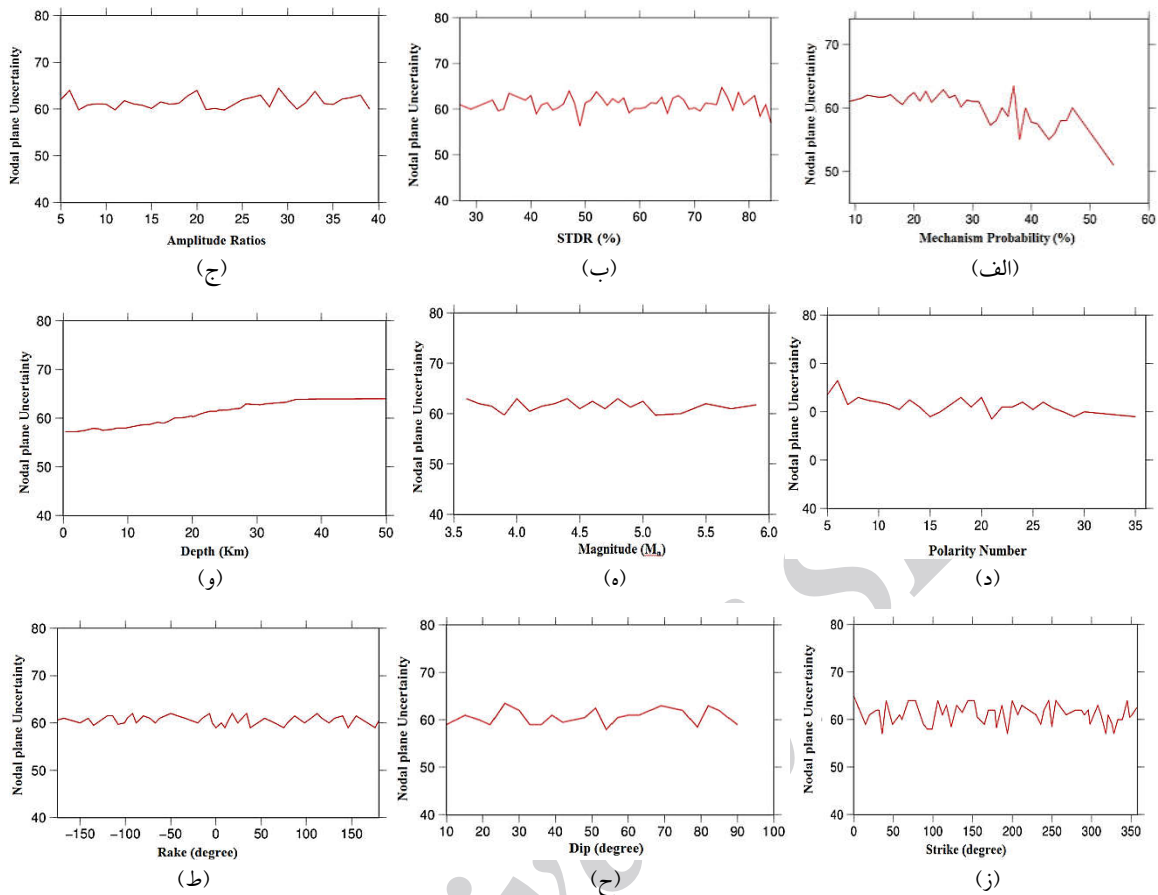 80
70
60
50
40
Nodal plane Uncertainty
5 10 15 20 25 30 35 40
Amplitude Ratios
(ج)
80
70
60
50
40
Nodal plane Uncertainty
30 40 50 60 70 80
STDR (%)
(ب)
70
60
50
Nodal plane Uncertainty
10 20 30 40 50 60
Mechanism Probability (%)
(الف)
80
70
60
50
40
Nodal plane Uncertainty
0 10 20 30 40 50
Depth (Km)
(و)
80
70
60
50
40
Nodal plane Uncertainty
3.6 4.0 4.5 5.0 5.5 6.0
Magnitude (Mn)
(ه)
80
0
0
40
Nodal plane Uncertainty
5 10 15 20 25 30 35
Polarity Number
(د)
80
70
60
50
40
Nodal plane Uncertainty
−150 −100 −50 0 50 100 150
Rake (degree)
(ط)
80
70
60
50
40
Nodal plane Uncertainty
10 20 30 40 50 60 70 80 90 100
Dip (degree)
(ح)
80
70
50
40
Nodal plane Uncertainty
0 50 100 150 200 250 300 350
Strike (degree)
(ز)